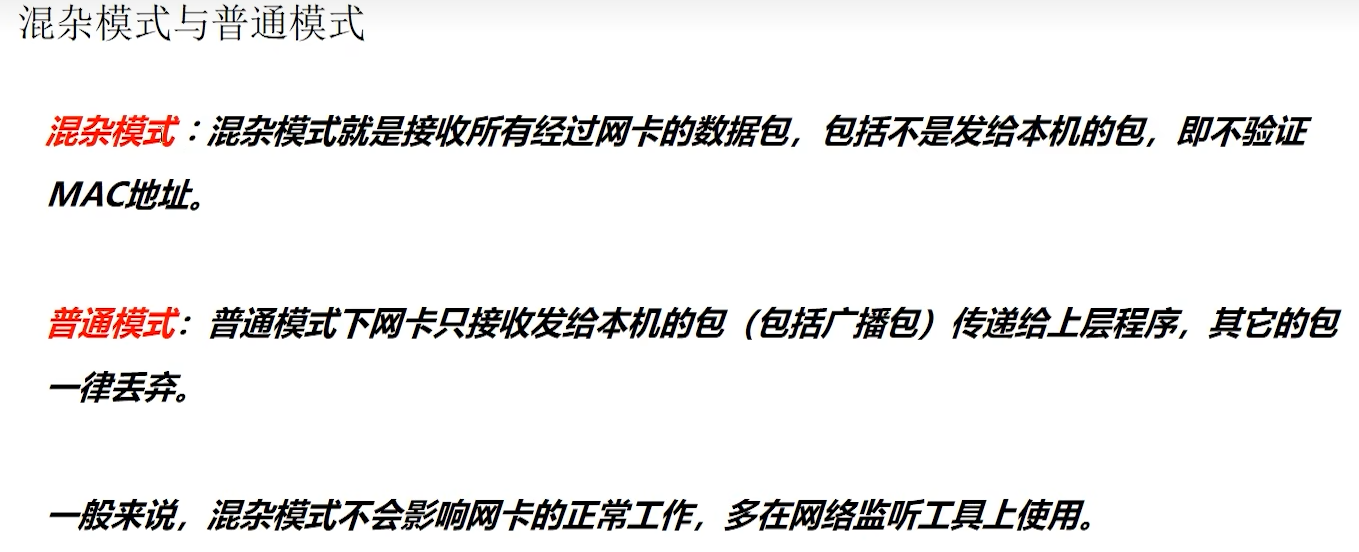 混杂模式与普通模式
混杂模式：混杂模式就是接收所有经过网卡的数据包，包括不是发给本机的包，即不验证
MAC地址。
普通模式：普通模式下网卡只接收发给本机的包（包括广播包）传递给上层程序，其它的包
一律丢弃。
一般来说，混杂模式不会影响网卡的正常工作，多在网络监听工具上使用。